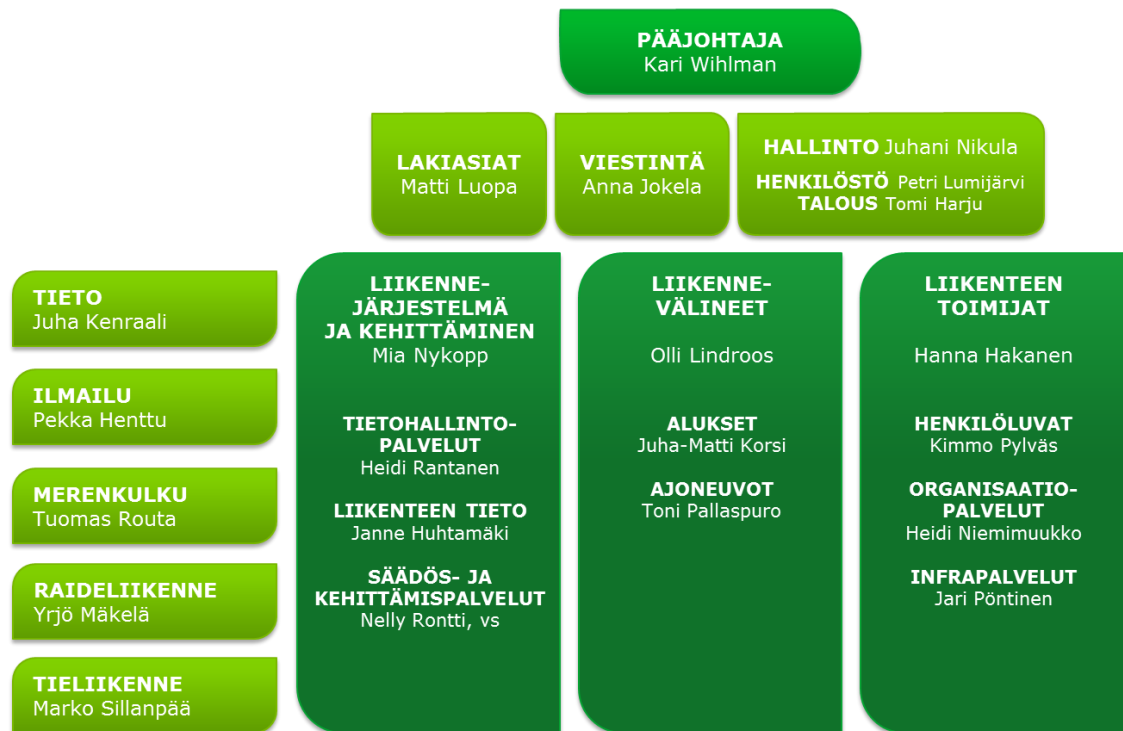 PÄÄJOHTAJA
Kari Wihlman
LAKIASIAT
Matti Luopa
VIESTINTÄ
Anna Jokela
HALLINTO Juhani Nikula
HENKILÖSTÖ Petri Lumijärvi
TALOUS Tomi Harju
TIETO
Juha Kenraali
ILMAILU
Pekka Henttu
MERENKULKU
Tuomas Routa
RAIDELIIKENNE
Yrjö Mäkelä
TIELIIKENNE
Marko Sillanpää
LIIKENNE-
JÄRJESTELMÄ
JA KEHITTÄMINEN
Mia Nykopp
TIETOHALLINTO-
PALVELUT
Heidi Rantanen
LIIKENTEEN TIETO
Janne Huhtamäki
SÄÄDÖS- JA
KEHITTÄMISPALVELUT
Nelly Rontti, vs
LIIKENNE-
VÄLINEET
Olli Lindroos
ALUKSET
Juha-Matti Korsi
AJONEUVOT
Toni Pallaspuro
LIIKENTEEN
TOIMIJAT
Hanna Hakanen
HENKILÖLUVAT
Kimmo Pylväs
ORGANISAATIO-
PALVELUT
Heidi Niemimuukko
INFRAPALVELUT
Jari Pöntinen